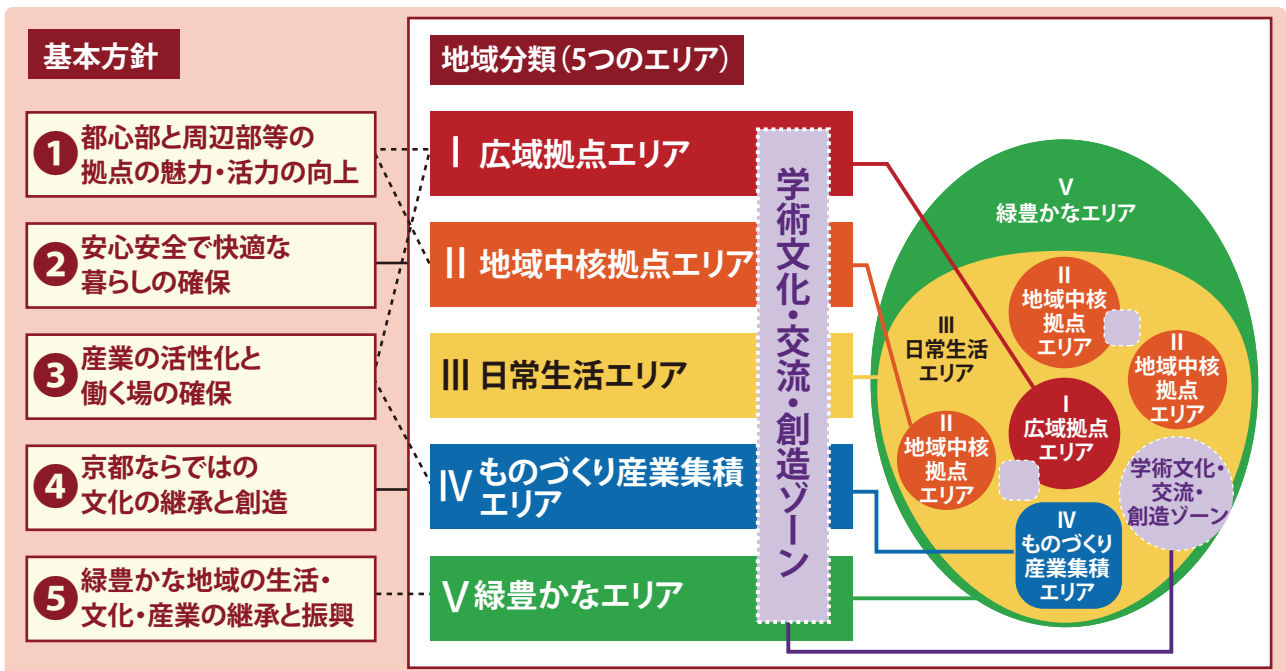 基本方針
❶都心部と周辺部等の
拠点の魅力・活力の向上
❷安心安全で快適な
暮らしの確保
❸産業の活性化と
働く場の確保
❹京都ならではの
文化の継承と創造
❺緑豊かな地域の生活・
文化・産業の継承と振興
地域分類（5つのエリア）
Ⅰ 広域拠点エリア
Ⅱ 地域中核拠点エリア
Ⅲ 日常生活エリア
Ⅳ ものづくり産業集積
エリア
Ⅴ 緑豊かなエリア
学術文化・交流・創造ゾーン
Ⅴ
緑豊かなエリア
Ⅱ
地域中核
拠点
エリア
Ⅲ
日常生活
エリア
Ⅱ
地域中核
拠点
エリア
Ⅰ
広域拠点
エリア
Ⅱ
地域中核
拠点
エリア
学術文化・
交流・
創造ゾーン
Ⅳ
ものづくり
産業集積
エリア